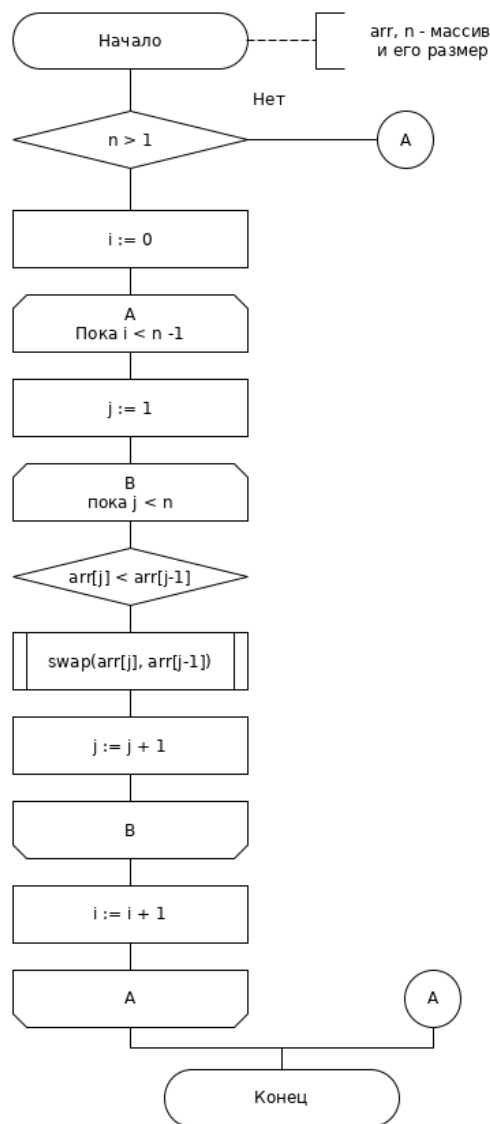 Начало
arr, n - массив
и его размер
Нет
n > 1
A
i := 0
A
Пока i < n -1
j := 1
B
пока j < n
arr[j] < arr[j-1]
swap(arr[j], arr[j-1])
j := j + 1
B
i := i + 1
A
A
Конец